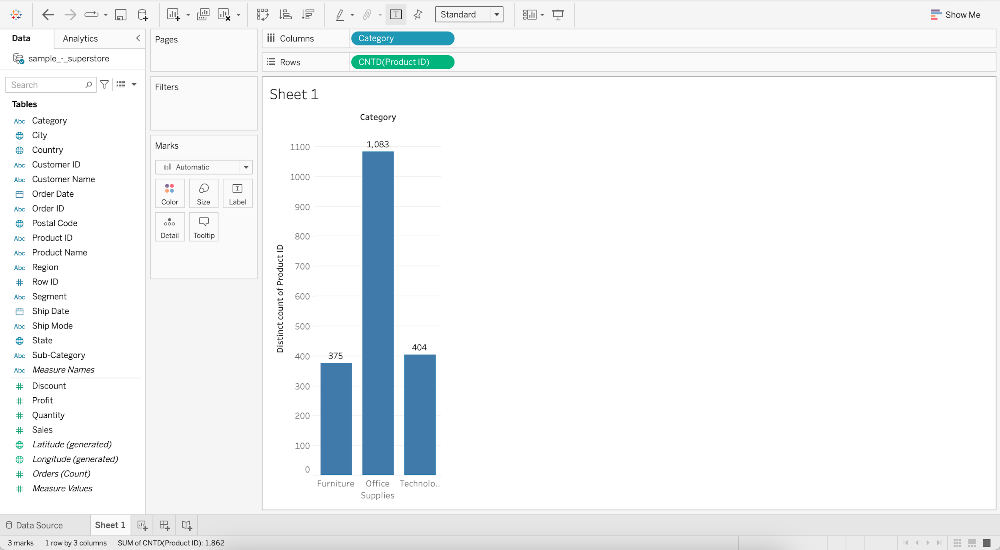 Standard
Show Me
Data
Analytics
sample_-_superstore
Search
Tables
Abc Category
City
Country
Abc Customer ID
Abc Customer Name
Order Date
Abc Order ID
Postal Code
Abc Product ID
Abc Product Name
Abc Region
Row ID
Abc Segment
Ship Date
Abc Ship Mode
State
Abc Sub-Category
Abc Measure Names
Discount
Profit
Quantity
Sales
Latitude (generated)
Longitude (generated)
Orders (Count)
Measure Values
Pages
Filters
Marks
Automatic
Color Size Label
Detail Tooltip
Columns Category
Rows CNTD(Product ID)
Sheet 1
Category
Distinct count of Product ID
1100
1000
900
800
700
600
500
400
300
200
100
0
375
1,083
404
Furniture
Office
Supplies
Technolo..
Data Source
Sheet 1
3 marks 1 row by 3 columns SUM of CNTD(Product ID): 1,862